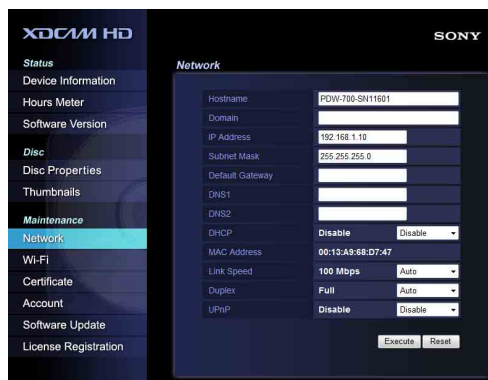 XDCAM HD
SONY
Status
Device Information
Hours Meter
Software Version
Disc
Disc Properties
Thumbnails
Maintenance
Network
Wi-Fi
Certificate
Account
Software Update
License Registration
Network
Hostname PDW-700-SN11601
Domain
IP Address 192.168.1.10
Subnet Mask 255.255.255.0
Default Gateway
DNS1
DNS2
DHCP Disable Disable
MAC Address 00:13:A9:68:D7:47
Link Speed 100 Mbps Auto
Duplex Full Auto
UPnP Disable Disable
Execute Reset